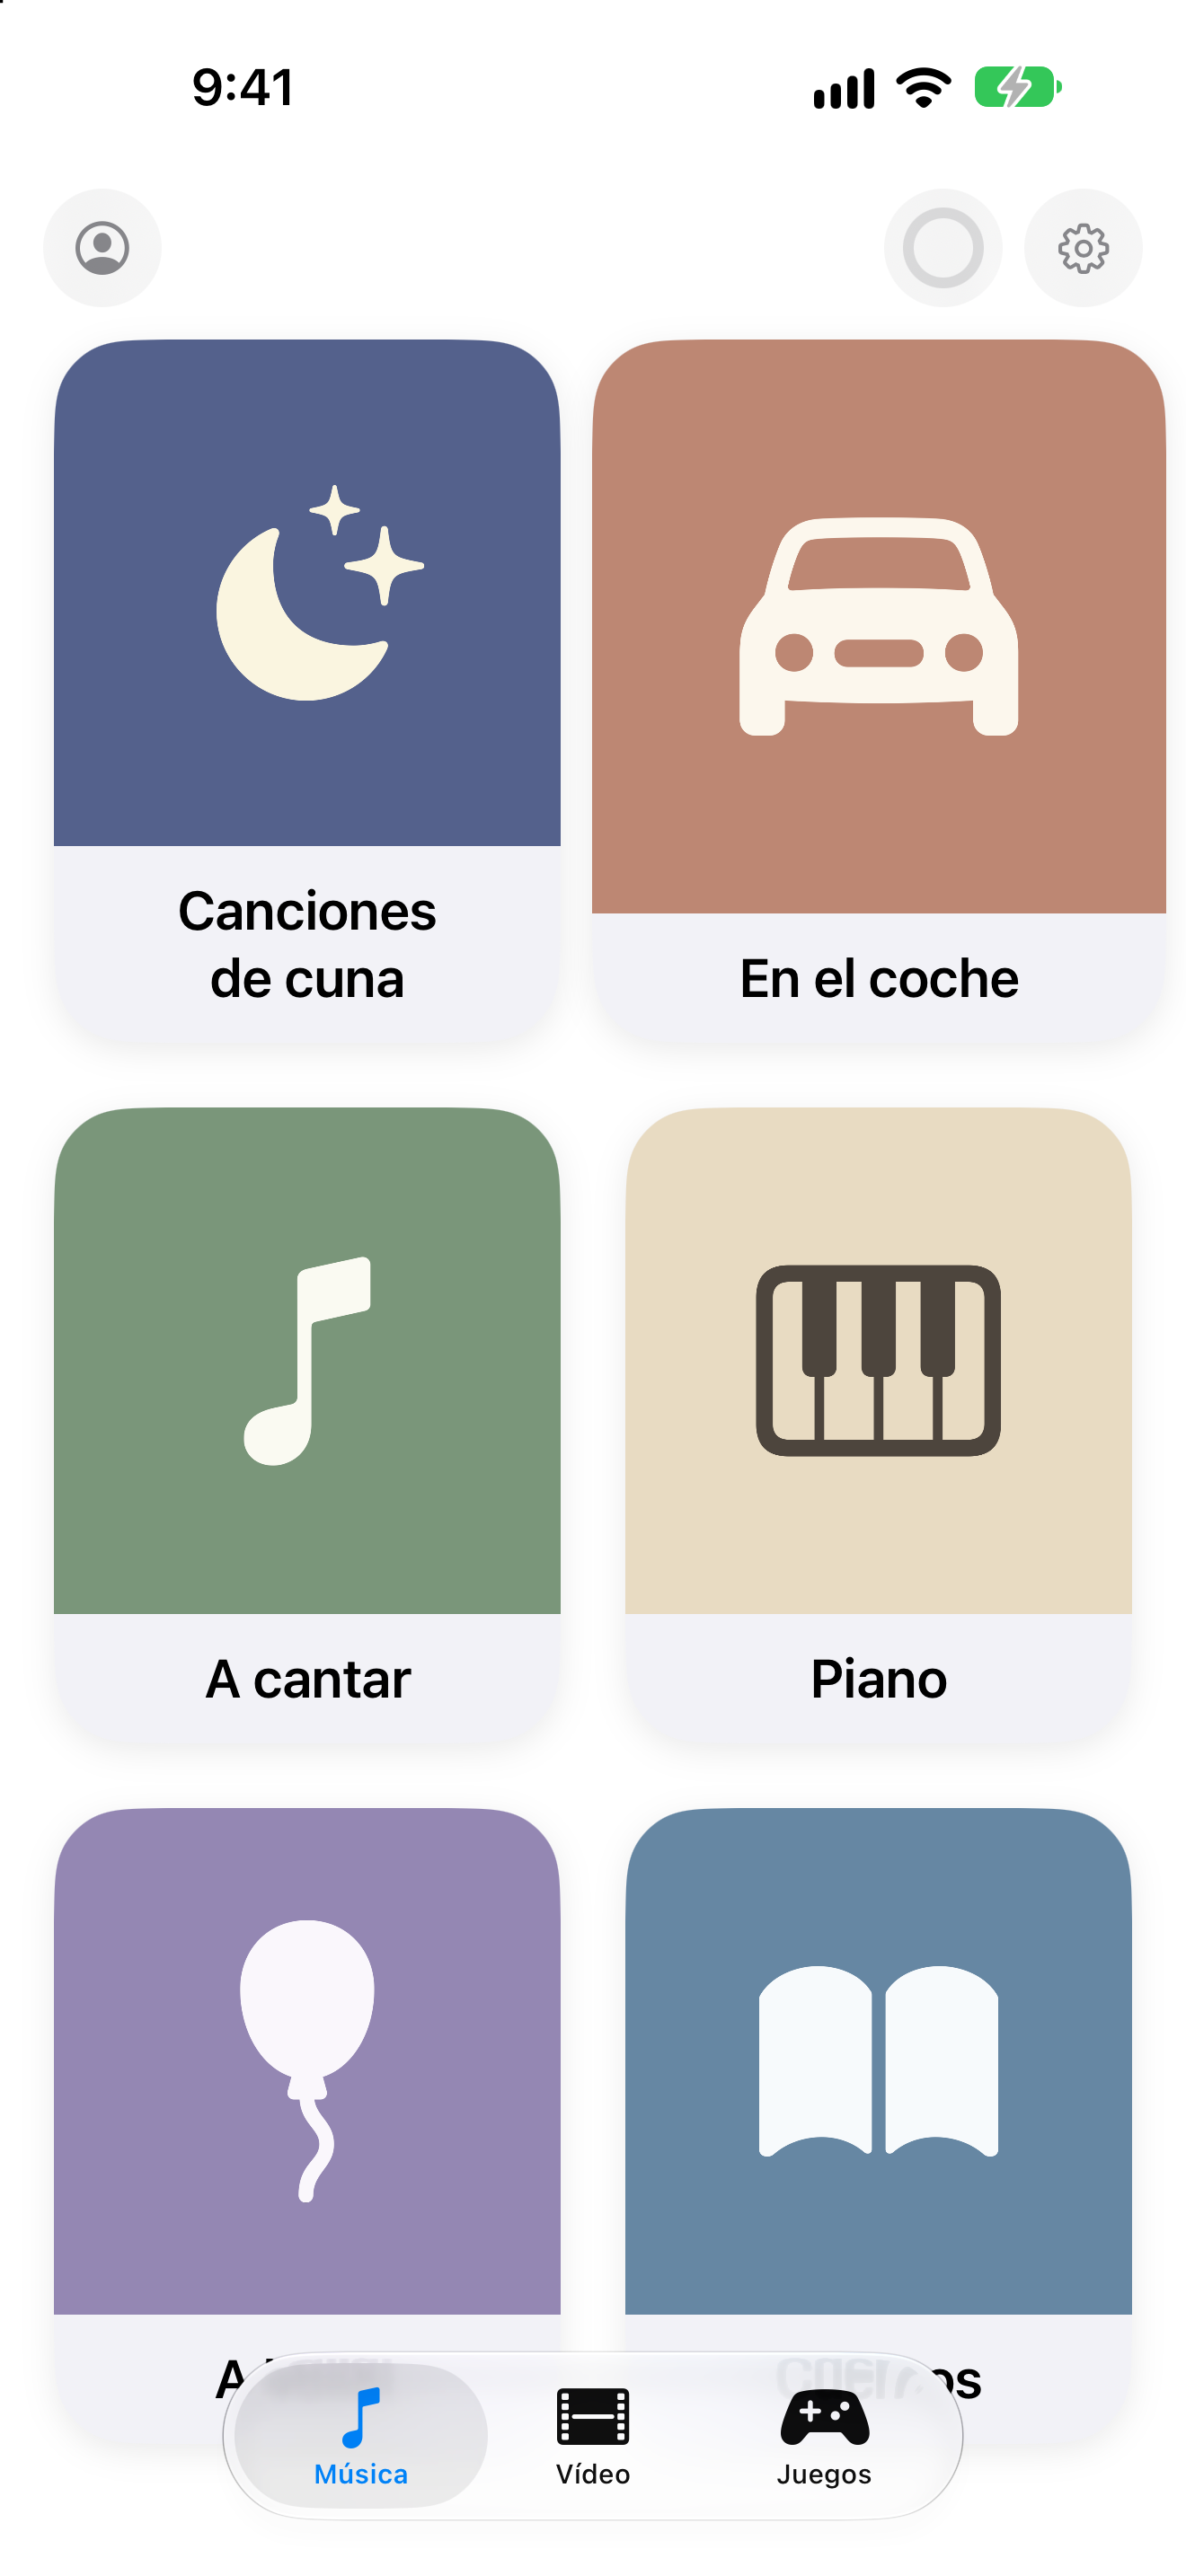 9:41
Canciones
de cuna
En el coche
A cantar
Piano
A
Música
Vídeo
Juegos